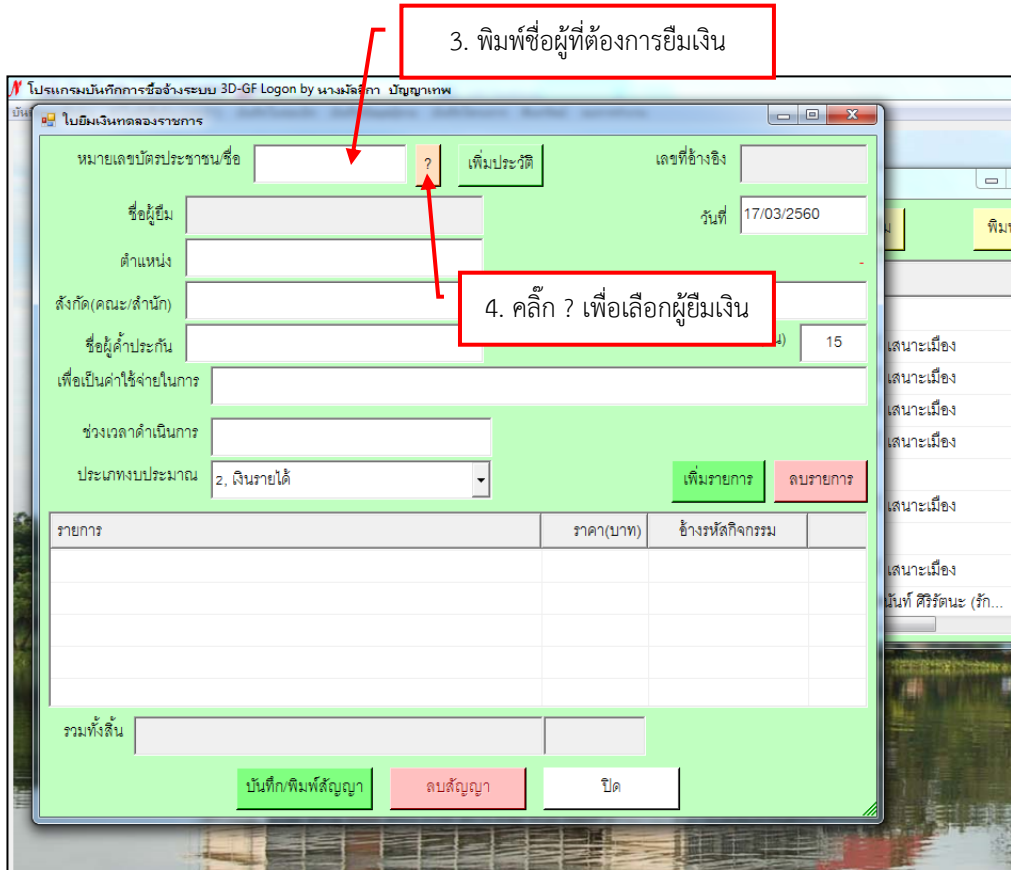 3. พิมพ์ชื่อผู้ที่ต้องการยืมเงิน
โปรแกรมบันทึกการซื้อจ้างระบบ 3D-GF Logon by นางมัลลิกา ปัญญาเทพ
ใบยืมเงินทดลองราชการ
หมายเลขบัตรประชาชน/ชื่อ ? เพิ่มประวัติ เลขที่อ้างอิง
ชื่อผู้ยืม วันที่ 17/03/2560
ตำแหน่ง -
สังกัด(คณะ/สำนัก)
4. คลิ๊ก ? เพื่อเลือกผู้ยืมเงิน
ชื่อผู้ค้ำประกัน 15
เพื่อเป็นค่าใช้จ่ายในการ
ช่วงเวลาดำเนินการ
ประเภทงบประมาณ 2, เงินรายได้ เพิ่มรายการ ลบรายการ
รายการ ราคา(บาท) อ้างรหัสกิจกรรม
รวมทั้งสิ้น
บันทึก/พิมพ์สัญญา ลบสัญญา ปิด
พิมพ์
เสนาะเมือง
เสนาะเมือง
เสนาะเมือง
เสนาะเมือง
เสนาะเมือง
เสนาะเมือง
นันท์ ศิริรัตนะ (รัก...